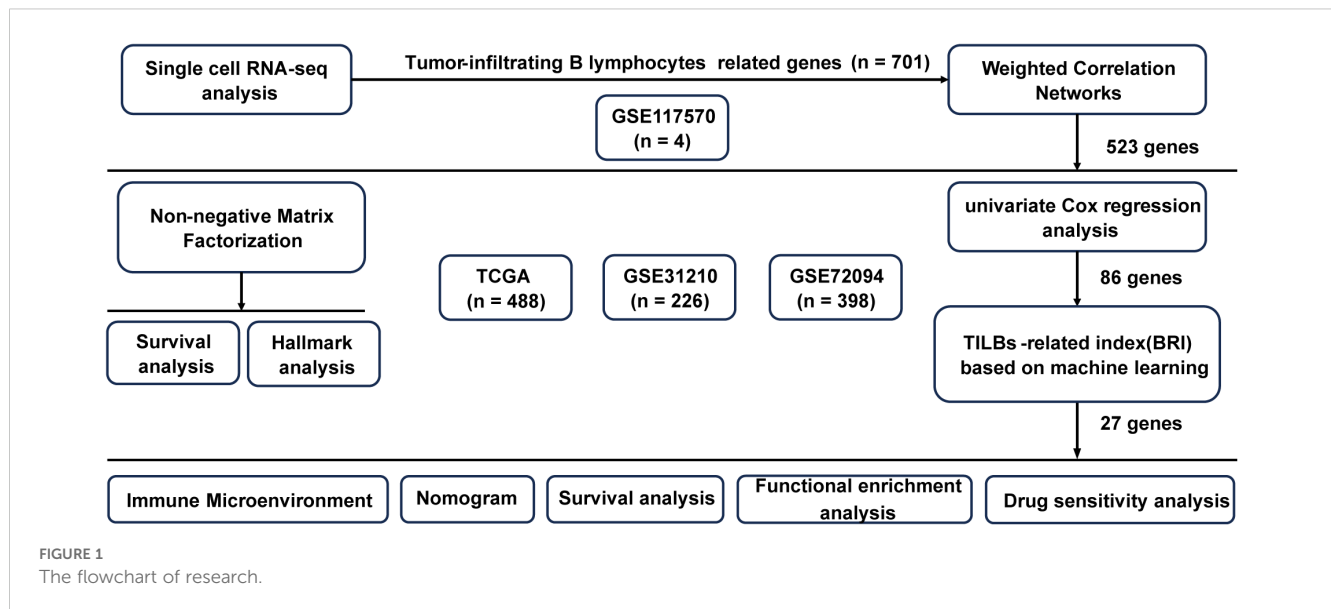 Single cell RNA-seq
analysis
Tumor-infiltrating B lymphocytes related genes (n = 701)
Weighted Correlation
Networks
GSE117570
(n = 4)
523 genes
Non-negative Matrix
Factorization
univariate Cox regression
analysis
TCGA
(n = 488)
GSE31210
(n = 226)
GSE72094
(n = 398)
86 genes
Survival
analysis
Hallmark
analysis
TILBs -related index(BRI)
based on machine learning
27 genes
Immune Microenvironment
Nomogram
Survival analysis
Functional enrichment
analysis
Drug sensitivity analysis
FIGURE 1
The flowchart of research.